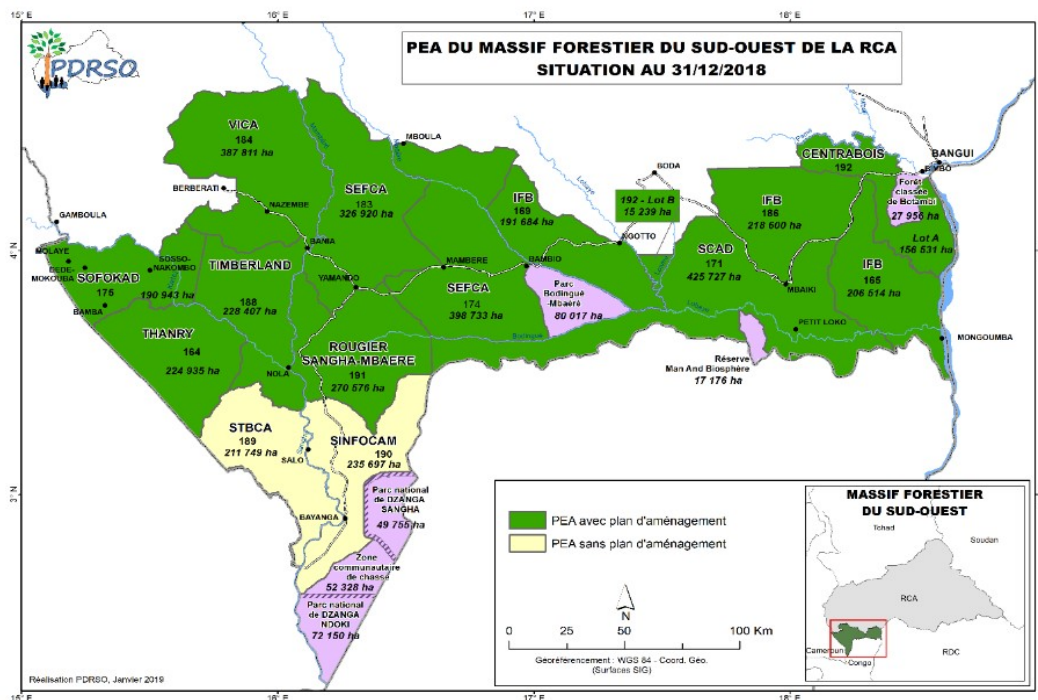 15° E
16° E
17° E
18° E
PDRSO
PEA DU MASSIF FORESTIER DU SUD-OUEST DE LA RCA
SITUATION AU 31/12/2018
VICA
184
387 811 ha
MBOULA
BERBERATI
NAZEMBE
SEFCA
183
326 920 ha
IFB
169
191 684 ha
BODA
192 - Lot B
15 239 ha
NGOTTO
CENTRABOIS
192
BANGUI
BIMBO
Forêt
classée
de Botambi
27 956 ha
Lot A
156 531 ha
IFB
186
218 600 ha
GAMBOULA
4° N
4° N
MOLAYE
DEDE-
MOKOUBA
SOFOKAD
175
BAMBA
SOSSO-
NAKOMBO
190 943 ha
TIMBERLAND
188
228 407 ha
BANIA
YAMANDO
MAMBERE
BAMBIO
SEFCA
174
398 733 ha
Parc
Bodingué
-Mbaéré
80 017 ha
SCAD
171
425 727 ha
MBAIKI
IFB
165
206 514 ha
Lobaye
Lobaye
PETIT LOKO
MONGOUMBA
THANRY
164
224 935 ha
NOLA
ROUGIER
SANGHA-MBAERE
191
270 576 ha
Bodingue
Réserve
Man And Biosphère
17 176 ha
STBCA
189
211 749 ha
SALO
SINFOCAM
190
235 697 ha
3° N
3° N
BAYANGA
Parc national
de DZANGA
SANGHA
49 755 ha
Zone
communautaire
de chasse
52 328 ha
Parc national
de DZANGA
NDOKI
72 150 ha
PEA avec plan d'aménagement
PEA sans plan d'aménagement
N
0 25 50 100 Km
Géoréférencement : WGS 84 - Coord. Geo.
(Surfaces SIG)
MASSIF FORESTIER
DU SUD-OUEST
Tchad
Soudan
RCA
Cameroun
Congo
RDC
Réalisation PDRSO, Janvier 2019
15° E
16° E
17° E
18° E